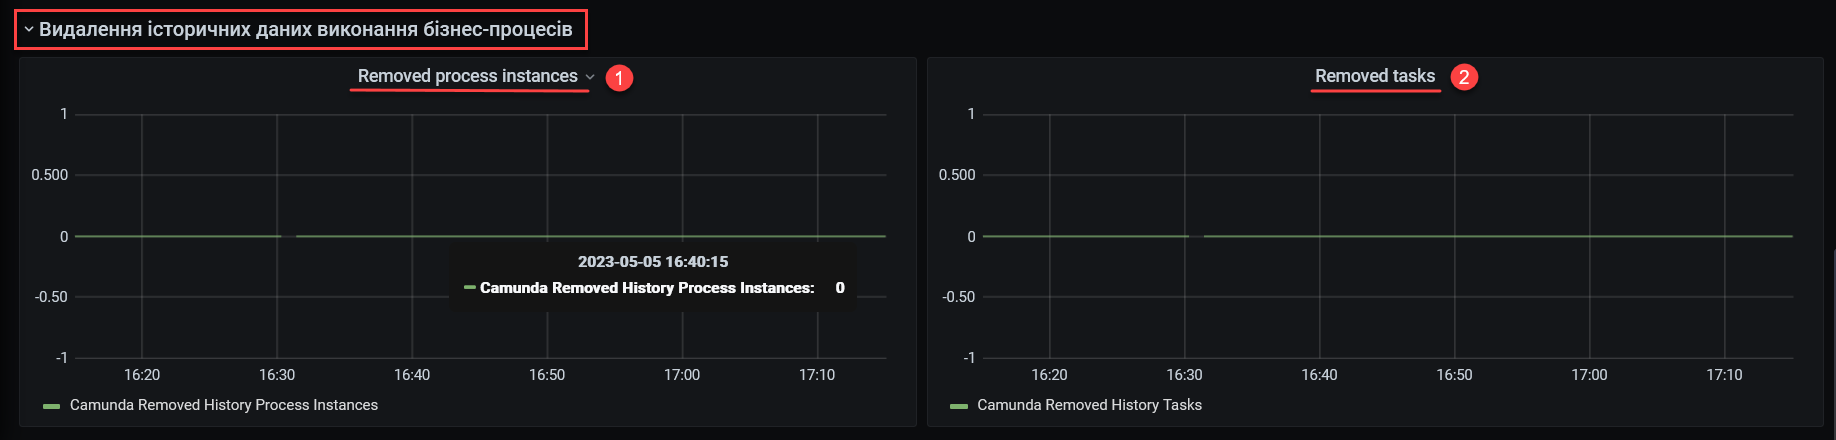 Видалення історичних даних виконання бізнес-процесів
Removed process instances 1
1
0.500
0
-0.50
-1
16:20 16:30 16:40 16:50 17:00 17:10
2023-05-05 16:40:15
Camunda Removed History Process Instances: 0
Camunda Removed History Process Instances
Removed tasks 2
1
0.500
0
-0.50
-1
16:20 16:30 16:40 16:50 17:00 17:10
Camunda Removed History Tasks